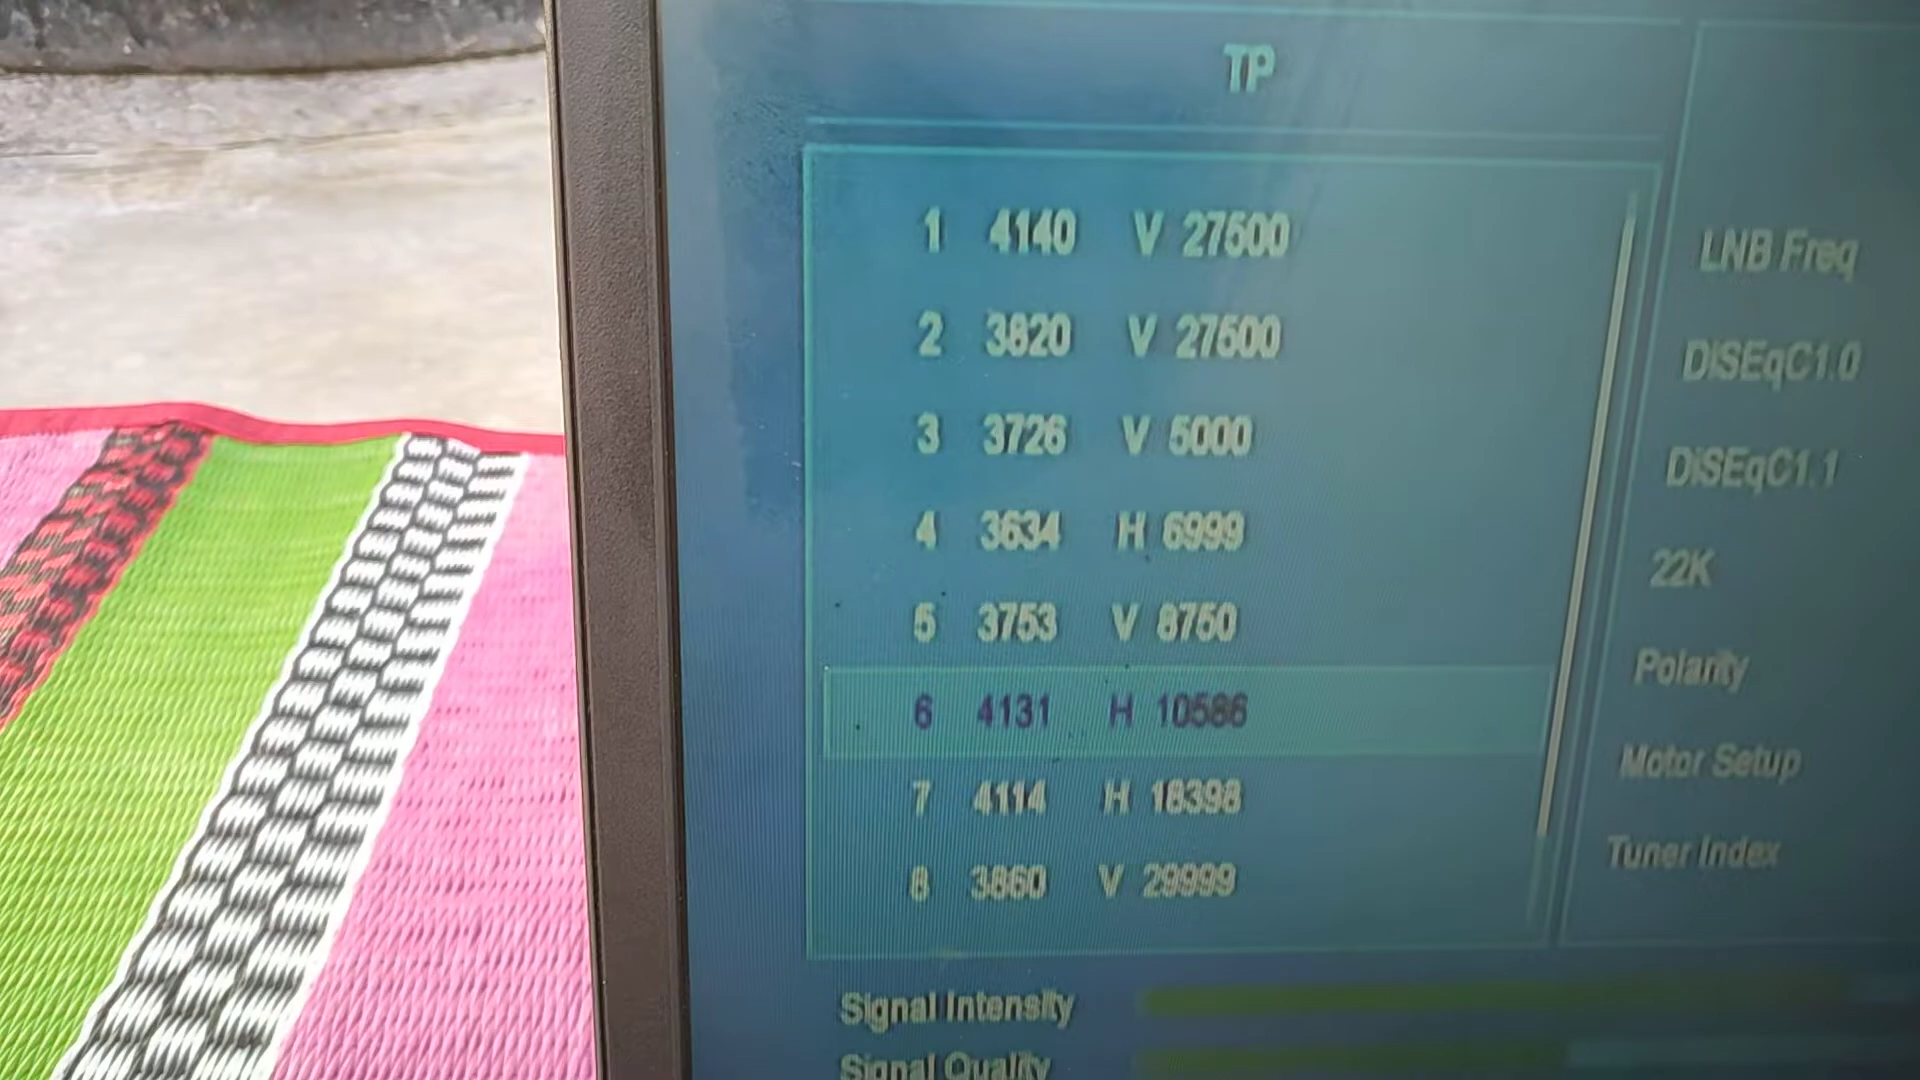 TP
1 4140 V 27500
2 3820 V 27500
3 3726 V 5000
4 3634 H 6999
5 3753 V 8750
6 4131 H 10586
7 4114 H 18398
8 3860 V 29999
LNB Freq
DiSEqC1.0
DiSEqC1.1
22K
Polarity
Motor Setup
Tuner Index
Signal Intensity
Signal Quality